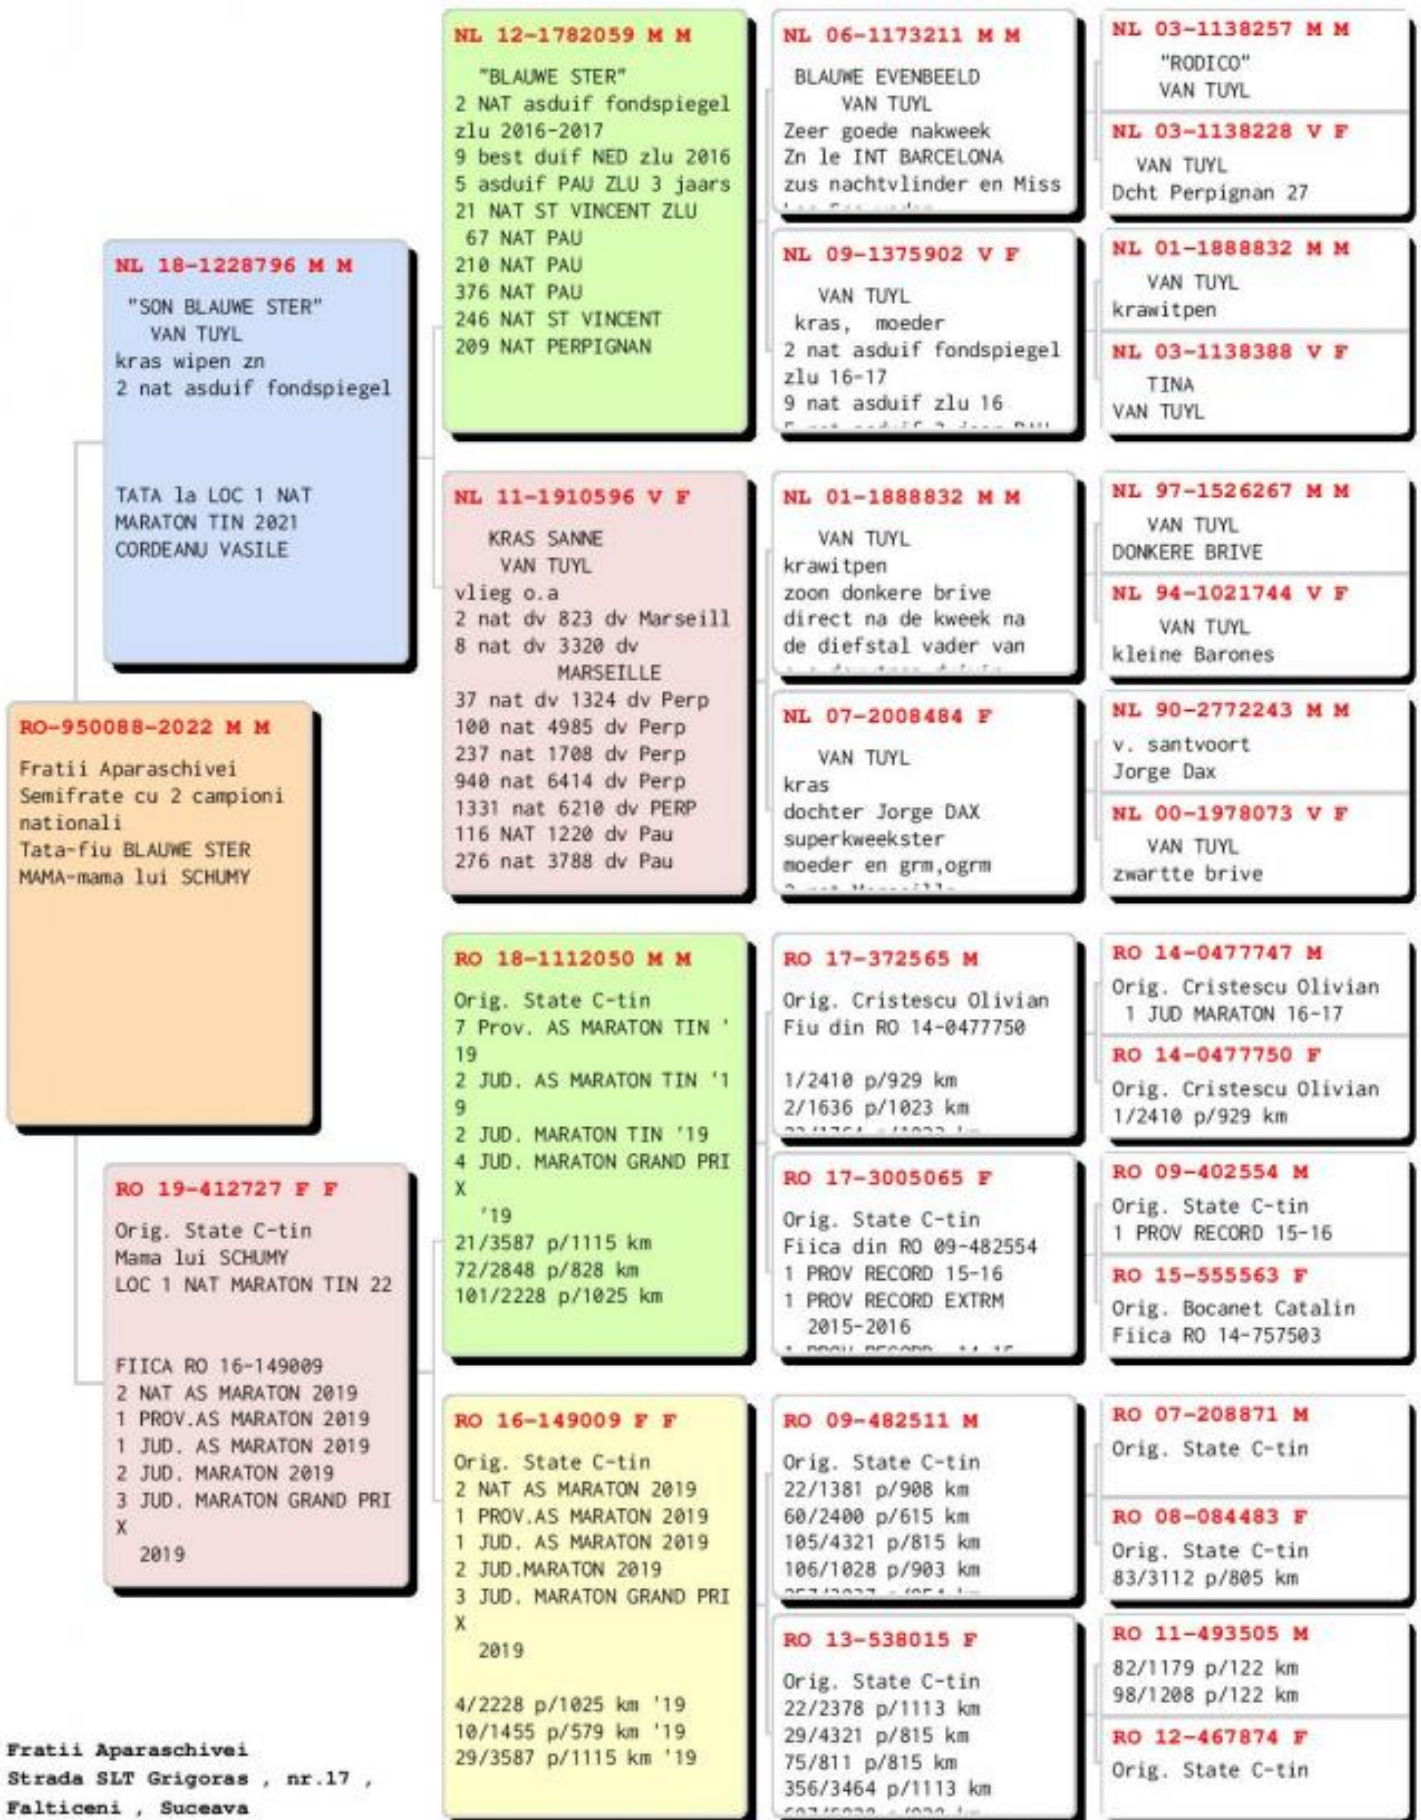 NL 12-1782059 M M
"BLAUWE STER"
2 NAT asduif fondspiegel
zlu 2016-2017
9 best duif NED zlu 2016
5 asduif PAU ZLU 3 jaars
21 NAT ST VINCENT ZLU
67 NAT PAU
210 NAT PAU
376 NAT PAU
246 NAT ST VINCENT
209 NAT PERPIGNAN
NL 06-1173211 M M
BLAUWE EVENBEELD
VAN TUYL
Zeer goede nakweek
Zn le INT BARCELONA
zus nachtvlinder en Miss
NL 03-1138257 M M
"RODICO"
VAN TUYL
NL 03-1138228 V F
VAN TUYL
Dcht Perpignan 27
NL 09-1375902 V F
VAN TUYL
kras, moeder
2 nat asduif fondspiegel
zlu 16-17
9 nat asduif zlu 16
NL 01-1888832 M M
VAN TUYL
krawitpen
NL 03-1138388 V F
TINA
VAN TUYL
NL 18-1228796 M M
"SON BLAUWE STER"
VAN TUYL
kras wipen zn
2 nat asduif fondspiegel
TATA la LOC 1 NAT
MARATON TIN 2021
CORDEANU VASILE
NL 11-1910596 V F
KRAS SANNE
VAN TUYL
vlieg o.a
2 nat dv 823 dv Marseill
8 nat dv 3320 dv
MARSEILLE
37 nat dv 1324 dv Perp
100 nat 4985 dv Perp
237 nat 1708 dv Perp
940 nat 6414 dv Perp
1331 nat 6210 dv PERP
116 NAT 1220 dv Pau
276 nat 3788 dv Pau
NL 01-1888832 M M
VAN TUYL
krawitpen
zoon donkere brive
direct na de kweek na
de diefstal vader van
NL 97-1526267 M M
VAN TUYL
DONKERE BRIVE
NL 94-1021744 V F
VAN TUYL
kleine Barones
NL 07-2008484 F
VAN TUYL
kras
dochter Jorge DAX
superkweekster
moeder en grm,ogrm
NL 90-2772243 M M
v. santvoort
Jorge Dax
NL 00-1978073 V F
VAN TUYL
zwartte brive
RO-950088-2022 M M
Fratii Aparaschivei
Semifrate cu 2 campioni
nationali
Tata-fiu BLAUWE STER
MAMA-mama lui SCHUMY
RO 18-1112050 M M
Orig. State C-tin
7 Prov. AS MARATON TIN '
19
2 JUD. AS MARATON TIN '1
9
2 JUD. MARATON TIN '19
4 JUD. MARATON GRAND PRI
X
'19
21/3587 p/1115 km
72/2848 p/828 km
101/2228 p/1025 km
RO 17-372565 M
Orig. Cristescu Olivian
Fiu din RO 14-0477750
1/2410 p/929 km
2/1636 p/1023 km
RO 14-0477747 M
Orig. Cristescu Olivian
1 JUD MARATON 16-17
RO 14-0477750 F
Orig. Cristescu Olivian
1/2410 p/929 km
RO 17-3005065 F
Orig. State C-tin
Fiica din RO 09-482554
1 PROV RECORD 15-16
1 PROV RECORD EXTRM
2015-2016
RO 09-402554 M
Orig. State C-tin
1 PROV RECORD 15-16
RO 15-555563 F
Orig. Bocanet Catalin
Fiica RO 14-757503
RO 19-412727 F F
Orig. State C-tin
Mama lui SCHUMY
LOC 1 NAT MARATON TIN 22
FIICA RO 16-149009
2 NAT AS MARATON 2019
1 PROV.AS MARATON 2019
1 JUD. AS MARATON 2019
2 JUD. MARATON 2019
3 JUD. MARATON GRAND PRI
X
2019
RO 16-149009 F F
Orig. State C-tin
2 NAT AS MARATON 2019
1 PROV.AS MARATON 2019
1 JUD. AS MARATON 2019
2 JUD.MARATON 2019
3 JUD. MARATON GRAND PRI
X
2019
4/2228 p/1025 km '19
10/1455 p/579 km '19
29/3587 p/1115 km '19
RO 09-482511 M
Orig. State C-tin
22/1381 p/908 km
60/2400 p/615 km
105/4321 p/815 km
106/1028 p/903 km
RO 07-208871 M
Orig. State C-tin
RO 08-084483 F
Orig. State C-tin
83/3112 p/805 km
RO 13-538015 F
Orig. State C-tin
22/2378 p/1113 km
29/4321 p/815 km
75/811 p/815 km
356/3464 p/1113 km
RO 11-493505 M
82/1179 p/122 km
98/1208 p/122 km
RO 12-467874 F
Orig. State C-tin
Fratii Aparaschivei
Strada SLT Grigoras , nr.17 ,
Falticeni , Suceava